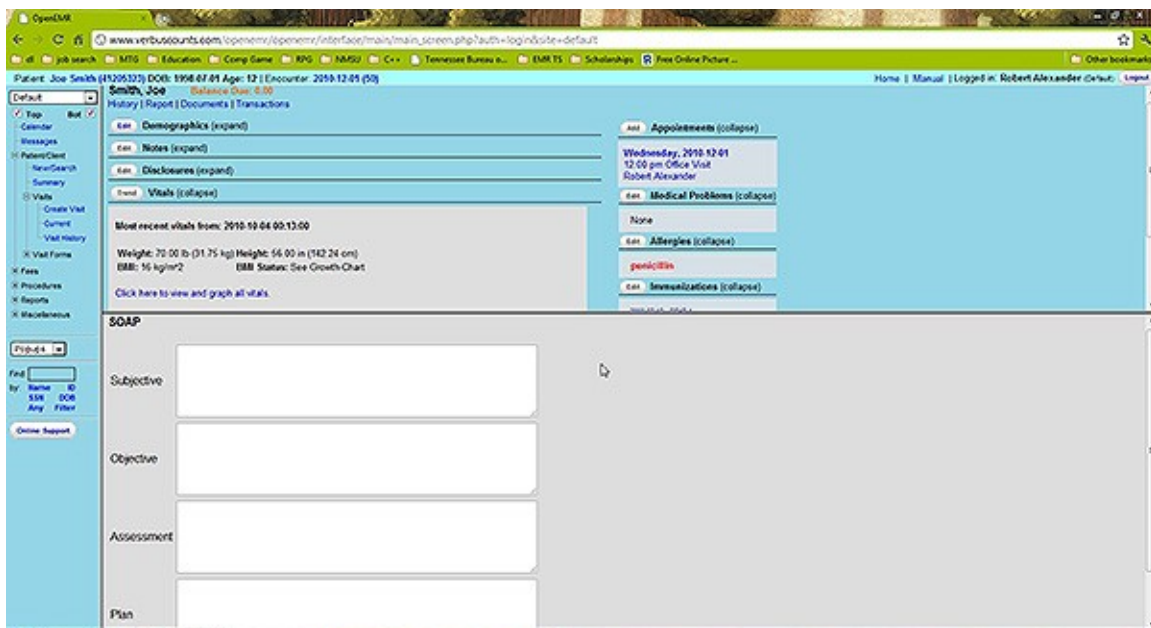 OpenEMR
www.verbuscounts.com/openemr/openemr/interface/main/main_screen.php?auth=login&site=default
dl job search MTG Education Comp Game RPG NMSU C++ Tennessee Bureau o... EMR TS Scholarships Free Online Picture ... Other bookmarks
Patient: Joe Smith (41205323) DOB: 1998-07-01 Age: 12 | Encounter: 2010-12-01 (50)
Home | Manual | Logged in: Robert Alexander (Default) Logout
Default
Top Bot
Calendar
Messages
Patient/Client
New/Search
Summary
Visits
Create Visit
Current
Visit History
Visit Forms
Fees
Procedures
Reports
Miscellaneous
Popups
Find
by: Name ID
SSN DOB
Any Filter
Online Support
Smith, Joe Balance Due: 0.00
History | Report | Documents | Transactions
Edit Demographics (expand)
Edit Notes (expand)
Edit Disclosures (expand)
Trend Vitals (collapse)
Most recent vitals from: 2010-10-04 00:13:00
Weight: 70.00 lb (31.75 kg) Height: 56.00 in (142.24 cm)
BMI: 16 kg/m^2 BMI Status: See Growth-Chart
Click here to view and graph all vitals.
Add Appointments (collapse)
Wednesday, 2010-12-01
12:00 pm Office Visit
Robert Alexander
Edit Medical Problems (collapse)
None
Edit Allergies (collapse)
penicillin
Edit Immunizations (collapse)
SOAP
Subjective
Objective
Assessment
Plan